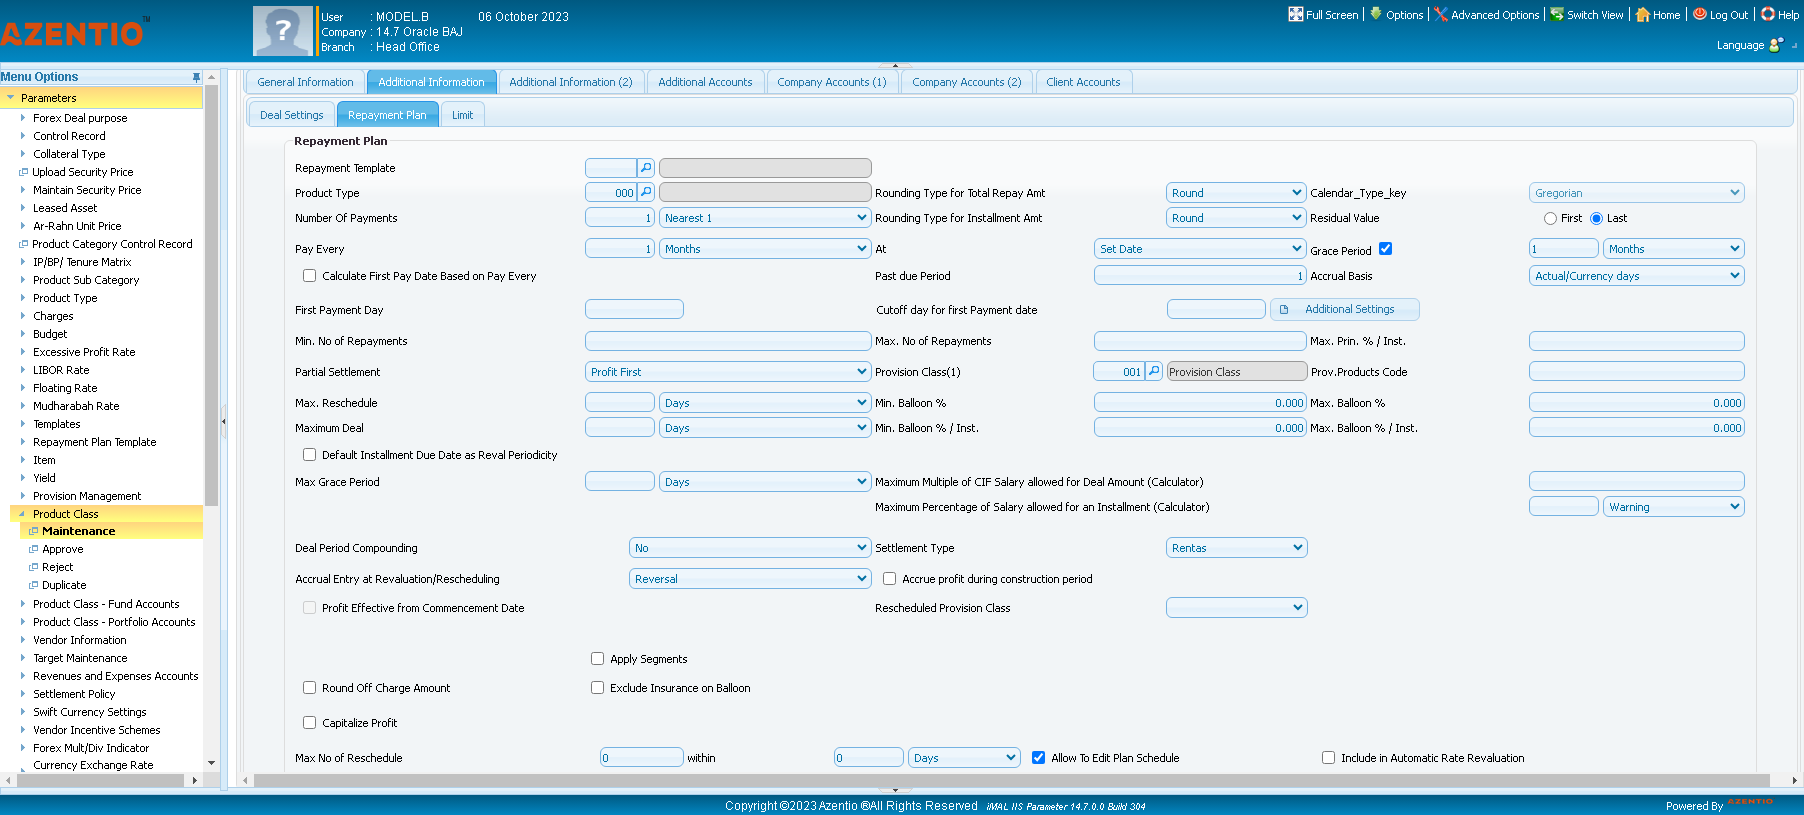 AZENTIO™
User : MODEL.B 06 October 2023
Company : 14.7 Oracle BAJ
Branch : Head Office
Full Screen Options Advanced Options Switch View Home Log Out Help
Language
Menu Options
Parameters
Forex Deal purpose
Control Record
Collateral Type
Upload Security Price
Maintain Security Price
Leased Asset
Ar-Rahn Unit Price
Product Category Control Record
IP/BP/ Tenure Matrix
Product Sub Category
Product Type
Charges
Budget
Excessive Profit Rate
LIBOR Rate
Floating Rate
Mudharabah Rate
Templates
Repayment Plan Template
Item
Yield
Provision Management
Product Class
Maintenance
Approve
Reject
Duplicate
Product Class - Fund Accounts
Product Class - Portfolio Accounts
Vendor Information
Target Maintenance
Revenues and Expenses Accounts
Settlement Policy
Swift Currency Settings
Vendor Incentive Schemes
Forex Mult/Div Indicator
Currency Exchange Rate
General Information Additional Information Additional Information (2) Additional Accounts Company Accounts (1) Company Accounts (2) Client Accounts
Deal Settings Repayment Plan Limit
Repayment Plan
Repayment Template
Product Type 000 Rounding Type for Total Repay Amt Round Calendar_Type_key Gregorian
Number Of Payments 1 Nearest 1 Rounding Type for Installment Amt Round Residual Value First Last
Pay Every 1 Months At Set Date Grace Period 1 Months
Calculate First Pay Date Based on Pay Every Past due Period 1 Accrual Basis Actual/Currency days
First Payment Day Cutoff day for first Payment date Additional Settings
Min. No of Repayments Max. No of Repayments Max. Prin. % / Inst.
Partial Settlement Profit First Provision Class(1) 001 Provision Class Prov.Products Code
Max. Reschedule Days Min. Balloon % 0.000 Max. Balloon % 0.000
Maximum Deal Days Min. Balloon % / Inst. 0.000 Max. Balloon % / Inst. 0.000
Default Installment Due Date as Reval Periodicity
Max Grace Period Days Maximum Multiple of CIF Salary allowed for Deal Amount (Calculator)
Maximum Percentage of Salary allowed for an Installment (Calculator) Warning
Deal Period Compounding No Settlement Type Rentas
Accrual Entry at Revaluation/Rescheduling Reversal Accrue profit during construction period
Profit Effective from Commencement Date Rescheduled Provision Class
Apply Segments
Round Off Charge Amount Exclude Insurance on Balloon
Capitalize Profit
Max No of Reschedule 0 within 0 Days Allow To Edit Plan Schedule Include in Automatic Rate Revaluation
Copyright ©2023 Azentio ®All Rights Reserved iMAL IIS Parameter 14.7.0.0 Build 304
Powered By AZENTIO